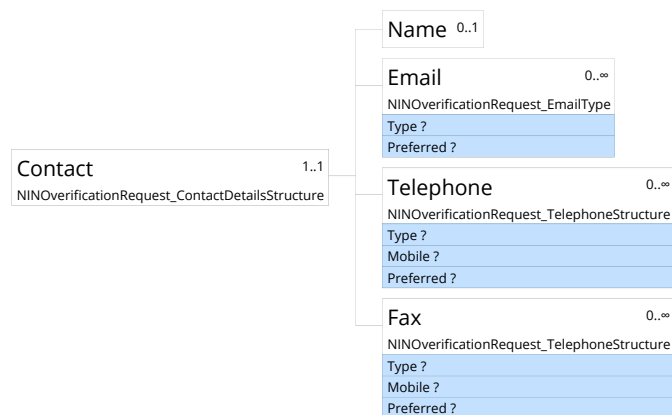 Name 0..1
Email 0..∞
NINOverificationRequest_EmailType
Type ?
Preferred ?
Contact 1..1
NINOverificationRequest_ContactDetailsStructure
Telephone 0..∞
NINOverificationRequest_TelephoneStructure
Type ?
Mobile ?
Preferred ?
Fax 0..∞
NINOverificationRequest_TelephoneStructure
Type ?
Mobile ?
Preferred ?